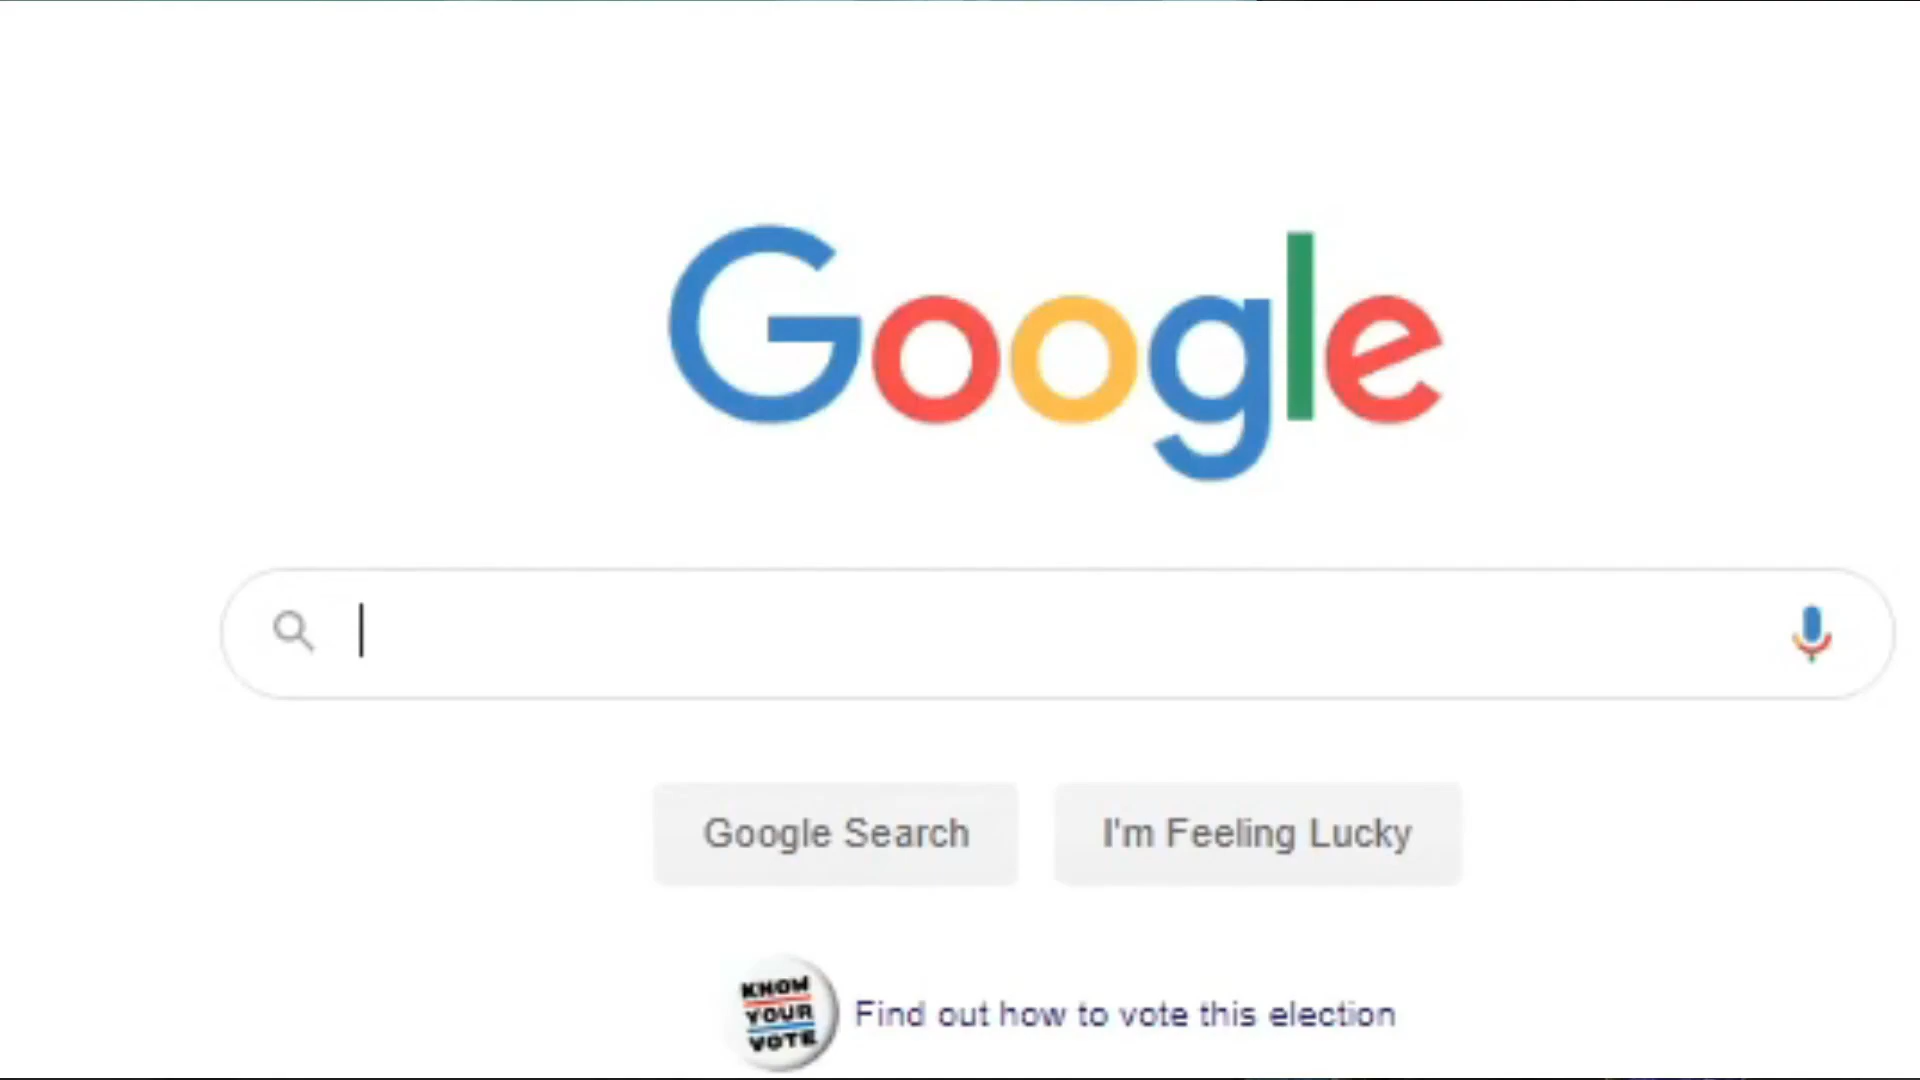 Google
Google Search
I'm Feeling Lucky
KNOW
YOUR
VOTE
Find out how to vote this election